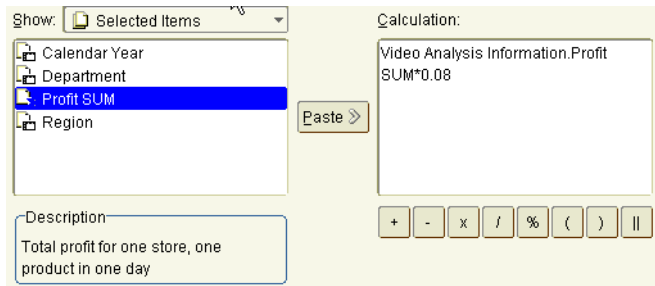 Show: Selected Items
Calendar Year
Department
Profit SUM
Region
Description
Total profit for one store, one
product in one day
Paste
Calculation:
Video Analysis Information.Profit
SUM*0.08
+ - x / % ( ) ||